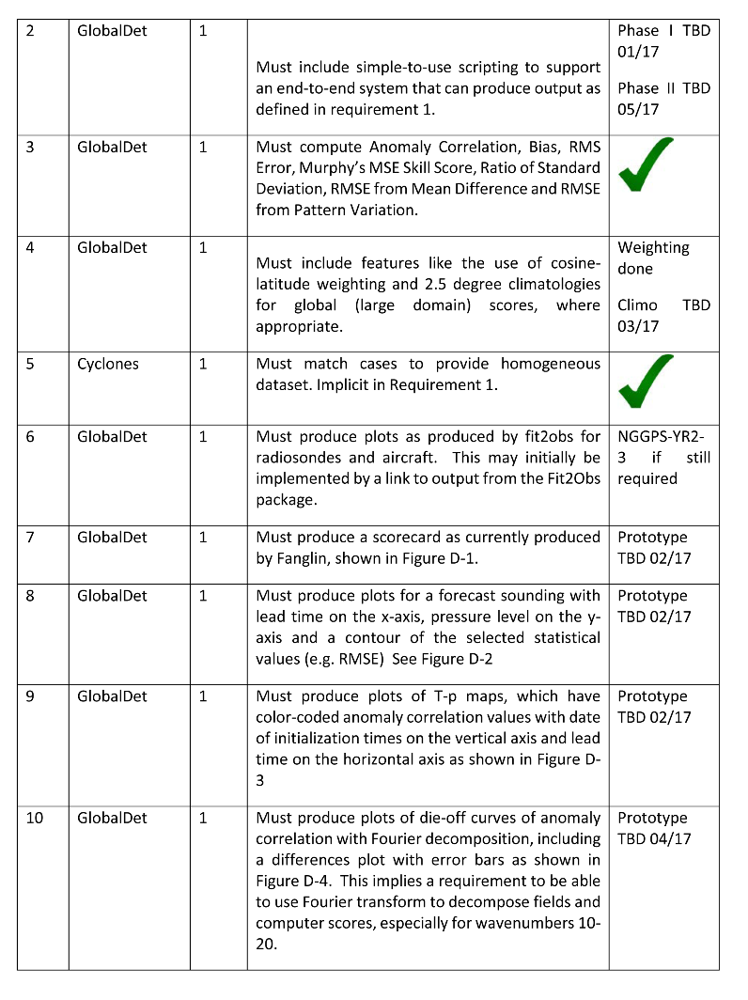 2 GlobalDet 1 Phase I TBD
01/17
Must include simple-to-use scripting to support
an end-to-end system that can produce output as
defined in requirement 1.
Phase II TBD
05/17
3 GlobalDet 1 Must compute Anomaly Correlation, Bias, RMS
Error, Murphy's MSE Skill Score, Ratio of Standard
Deviation, RMSE from Mean Difference and RMSE
from Pattern Variation.
4 GlobalDet 1
Must include features like the use of cosine-
latitude weighting and 2.5 degree climatologies
for global (large domain) scores, where
appropriate.
Weighting
done
Climo TBD
03/17
5 Cyclones 1 Must match cases to provide homogeneous
dataset. Implicit in Requirement 1.
6 GlobalDet 1 Must produce plots as produced by fit2obs for
radiosondes and aircraft. This may initially be
implemented by a link to output from the Fit2Obs
package.
NGGPS-YR2-
3 if still
required
7 GlobalDet 1 Must produce a scorecard as currently produced
by Fanglin, shown in Figure D-1.
Prototype
TBD 02/17
8 GlobalDet 1 Must produce plots for a forecast sounding with
lead time on the x-axis, pressure level on the y-
axis and a contour of the selected statistical
values (e.g. RMSE) See Figure D-2
Prototype
TBD 02/17
9 GlobalDet 1 Must produce plots of T-p maps, which have
color-coded anomaly correlation values with date
of initialization times on the vertical axis and lead
time on the horizontal axis as shown in Figure D-
3
Prototype
TBD 02/17
10 GlobalDet 1 Must produce plots of die-off curves of anomaly
correlation with Fourier decomposition, including
a differences plot with error bars as shown in
Figure D-4. This implies a requirement to be able
to use Fourier transform to decompose fields and
computer scores, especially for wavenumbers 10-
20.
Prototype
TBD 04/17